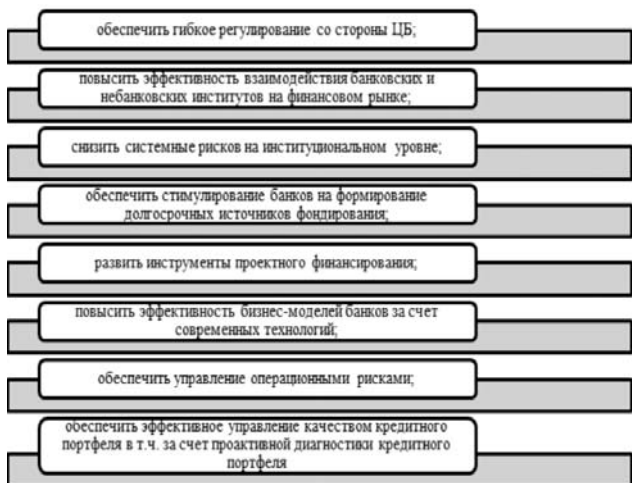 обеспечить гибкое регулирование со стороны ЦБ;
повысить эффективность взаимодействия банковских и
небанковских институтов на финансовом рынке;
снизить системные рисков на институциональном уровне;
обеспечить стимулирование банков на формирование
долгосрочных источников фондирования;
развить инструменты проектного финансирования;
повысить эффективность бизнес-моделей банков за счет
современных технологий;
обеспечить управление операционными рисками;
обеспечить эффективное управление качеством кредитного
портфеля в т.ч. за счет проактивной диагностики кредитного
портфеля